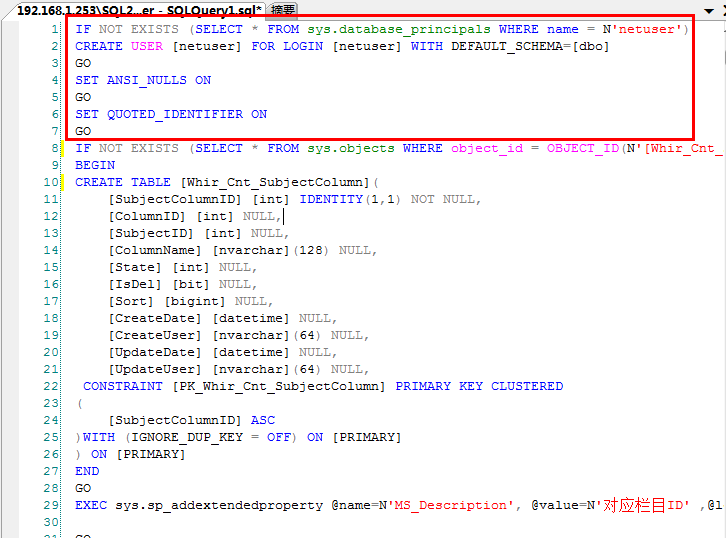 192.168.1.253\SQL2...er - SQLQuery1.sql* 摘要
1 IF NOT EXISTS (SELECT * FROM sys.database_principals WHERE name = N'netuser')
2 CREATE USER [netuser] FOR LOGIN [netuser] WITH DEFAULT_SCHEMA=[dbo]
3 GO
4 SET ANSI_NULLS ON
5 GO
6 SET QUOTED_IDENTIFIER ON
7 GO
8 IF NOT EXISTS (SELECT * FROM sys.objects WHERE object_id = OBJECT_ID(N'[Whir_Cnt_
9 BEGIN
10 CREATE TABLE [Whir_Cnt_SubjectColumn](
11 [SubjectColumnID] [int] IDENTITY(1,1) NOT NULL,
12 [ColumnID] [int] NULL,
13 [SubjectID] [int] NULL,
14 [ColumnName] [nvarchar](128) NULL,
15 [State] [int] NULL,
16 [IsDel] [bit] NULL,
17 [Sort] [bigint] NULL,
18 [CreateDate] [datetime] NULL,
19 [CreateUser] [nvarchar](64) NULL,
20 [UpdateDate] [datetime] NULL,
21 [UpdateUser] [nvarchar](64) NULL,
22 CONSTRAINT [PK_Whir_Cnt_SubjectColumn] PRIMARY KEY CLUSTERED
23 (
24 [SubjectColumnID] ASC
25 )WITH (IGNORE_DUP_KEY = OFF) ON [PRIMARY]
26 ) ON [PRIMARY]
27 END
28 GO
29 EXEC sys.sp_addextendedproperty @name=N'MS_Description', @value=N'对应栏目ID' ,@l
30
GO